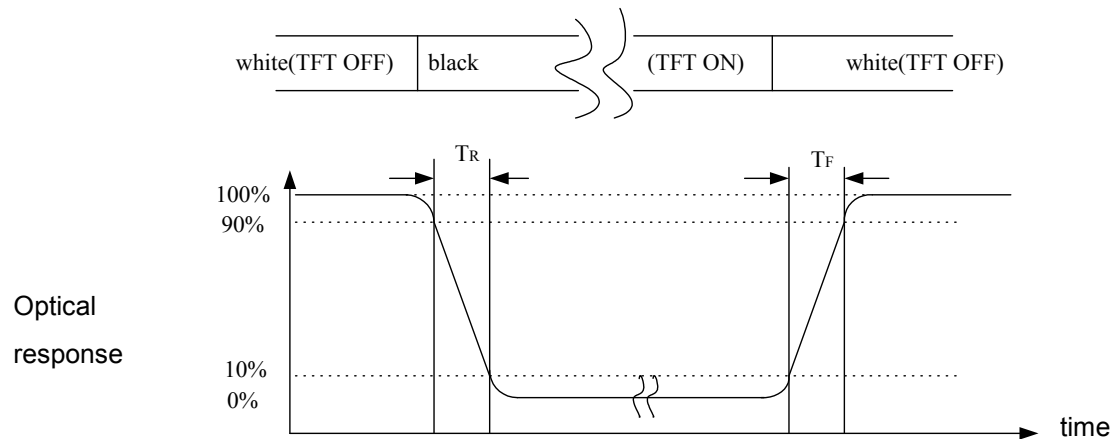 white(TFT OFF) black (TFT ON) white(TFT OFF)
TR TF
100%
90%
Optical
response
10%
0%
time